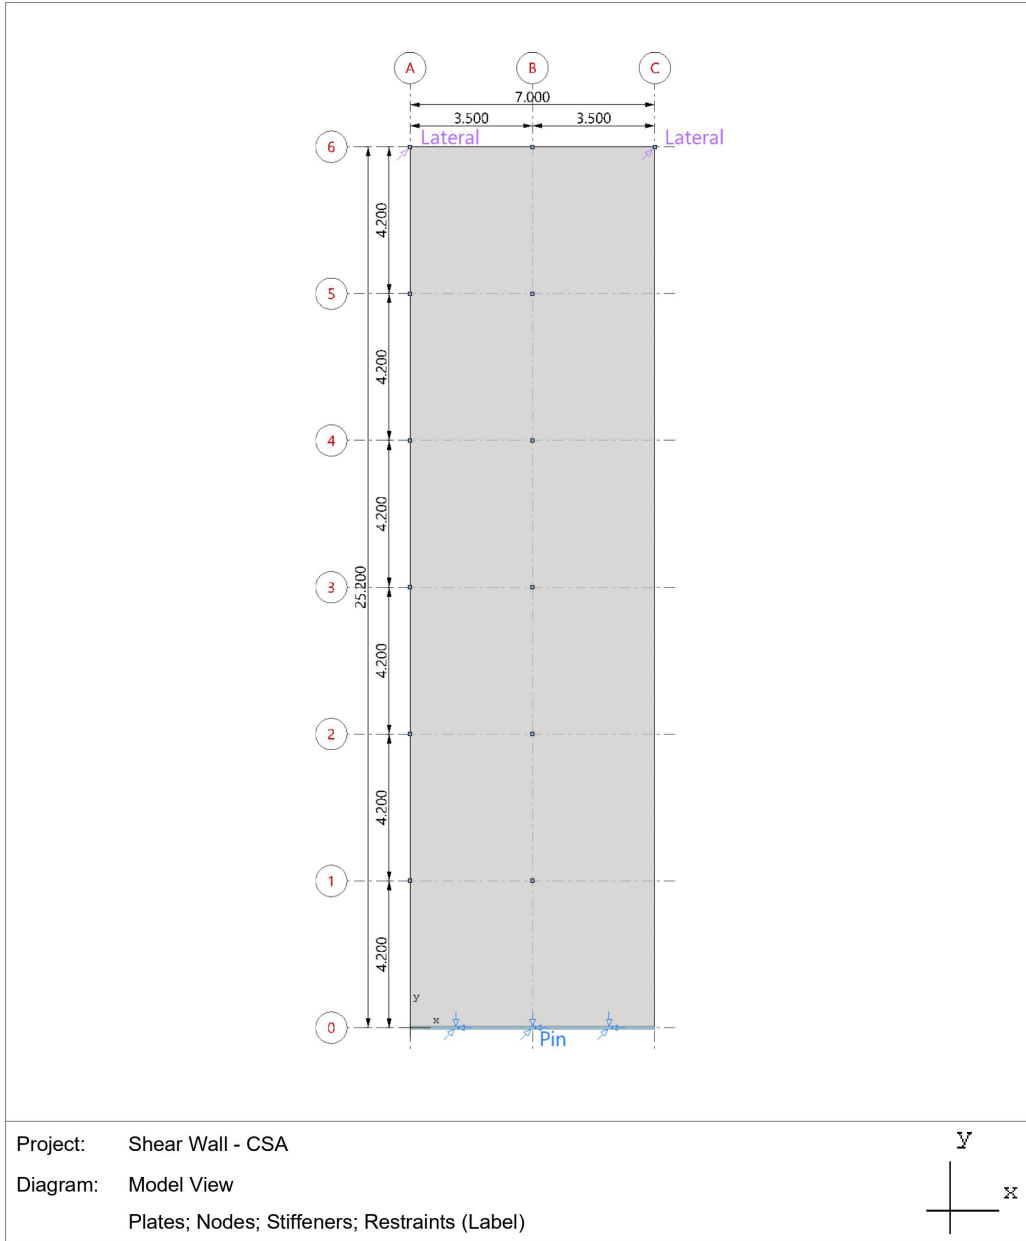 A B C
7.000
3.500 3.500
Lateral Lateral
6
4.200
5
4.200
4
4.200
3
25.200
4.200
2
4.200
1
4.200
y
x
0
Pin
Project: Shear Wall - CSA
Diagram: Model View
Plates; Nodes; Stiffeners; Restraints (Label)
y
x